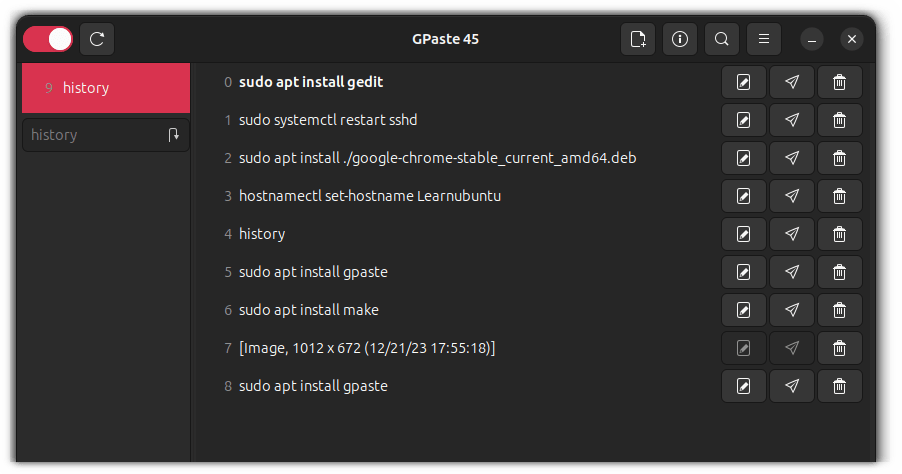 GPaste 45
9 history
history
0 sudo apt install gedit
1 sudo systemctl restart sshd
2 sudo apt install ./google-chrome-stable_current_amd64.deb
3 hostnamectl set-hostname Learnubuntu
4 history
5 sudo apt install gpaste
6 sudo apt install make
7 [Image, 1012 x 672 (12/21/23 17:55:18)]
8 sudo apt install gpaste